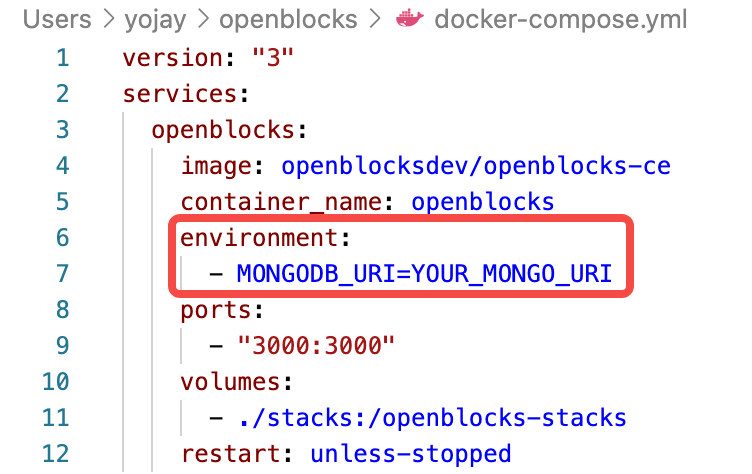 Users > yojay > openblocks > docker-compose.yml
1 version: "3"
2 services:
3 openblocks:
4 image: openblocksdev/openblocks-ce
5 container_name: openblocks
6 environment:
7 - MONGODB_URI=YOUR_MONGO_URI
8 ports:
9 - "3000:3000"
10 volumes:
11 - ./stacks:/openblocks-stacks
12 restart: unless-stopped